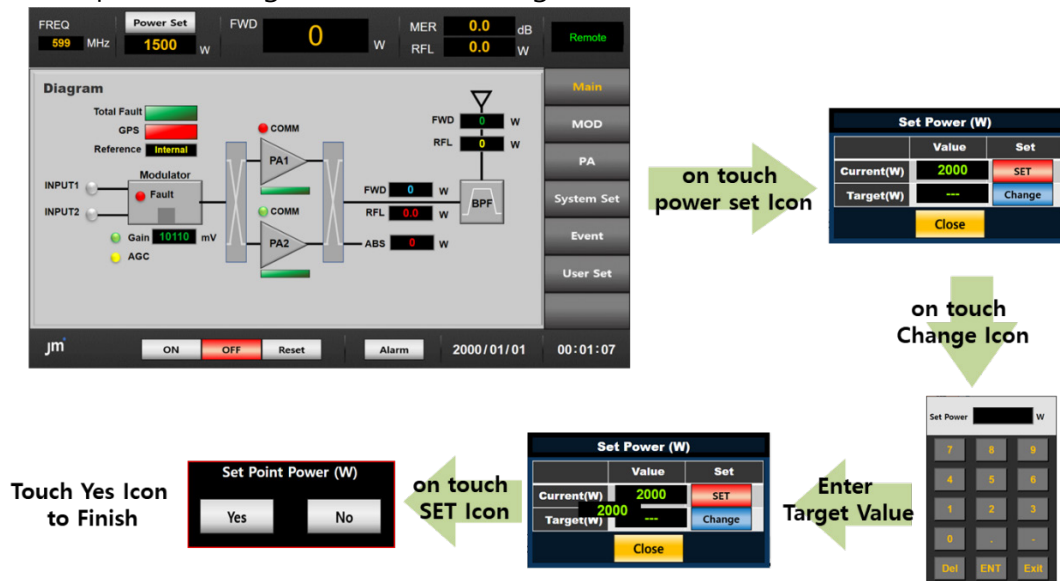 FREQ
599 MHz
Power Set
1500 W
FWD
0 W
MER 0.0 dB
RFL 0.0 W
Remote
Diagram
Total Fault
GPS
Reference Internal
Modulator
Fault
INPUT1
INPUT2
Gain 10110 mV
AGC
COMM
PA1
COMM
PA2
FWD 0 W
RFL 0.0 W
ABS 0 W
FWD 0 W
RFL 0 W
BPF
Main
MOD
PA
System Set
Event
User Set
ON OFF Reset Alarm 2000/01/01 00:01:07
on touch
power set Icon
Set Power (W)
Value Set
Current(W) 2000 SET
Target(W) --- Change
Close
on touch
Change Icon
Set Power W
7 8 9
4 5 6
1 2 3
0 . -
Del ENT Exit
Enter
Target Value
Set Power (W)
Value Set
Current(W) 2000 SET
Target(W) 2000 --- Change
Close
on touch
SET Icon
Set Point Power (W)
Yes No
Touch Yes Icon
to Finish